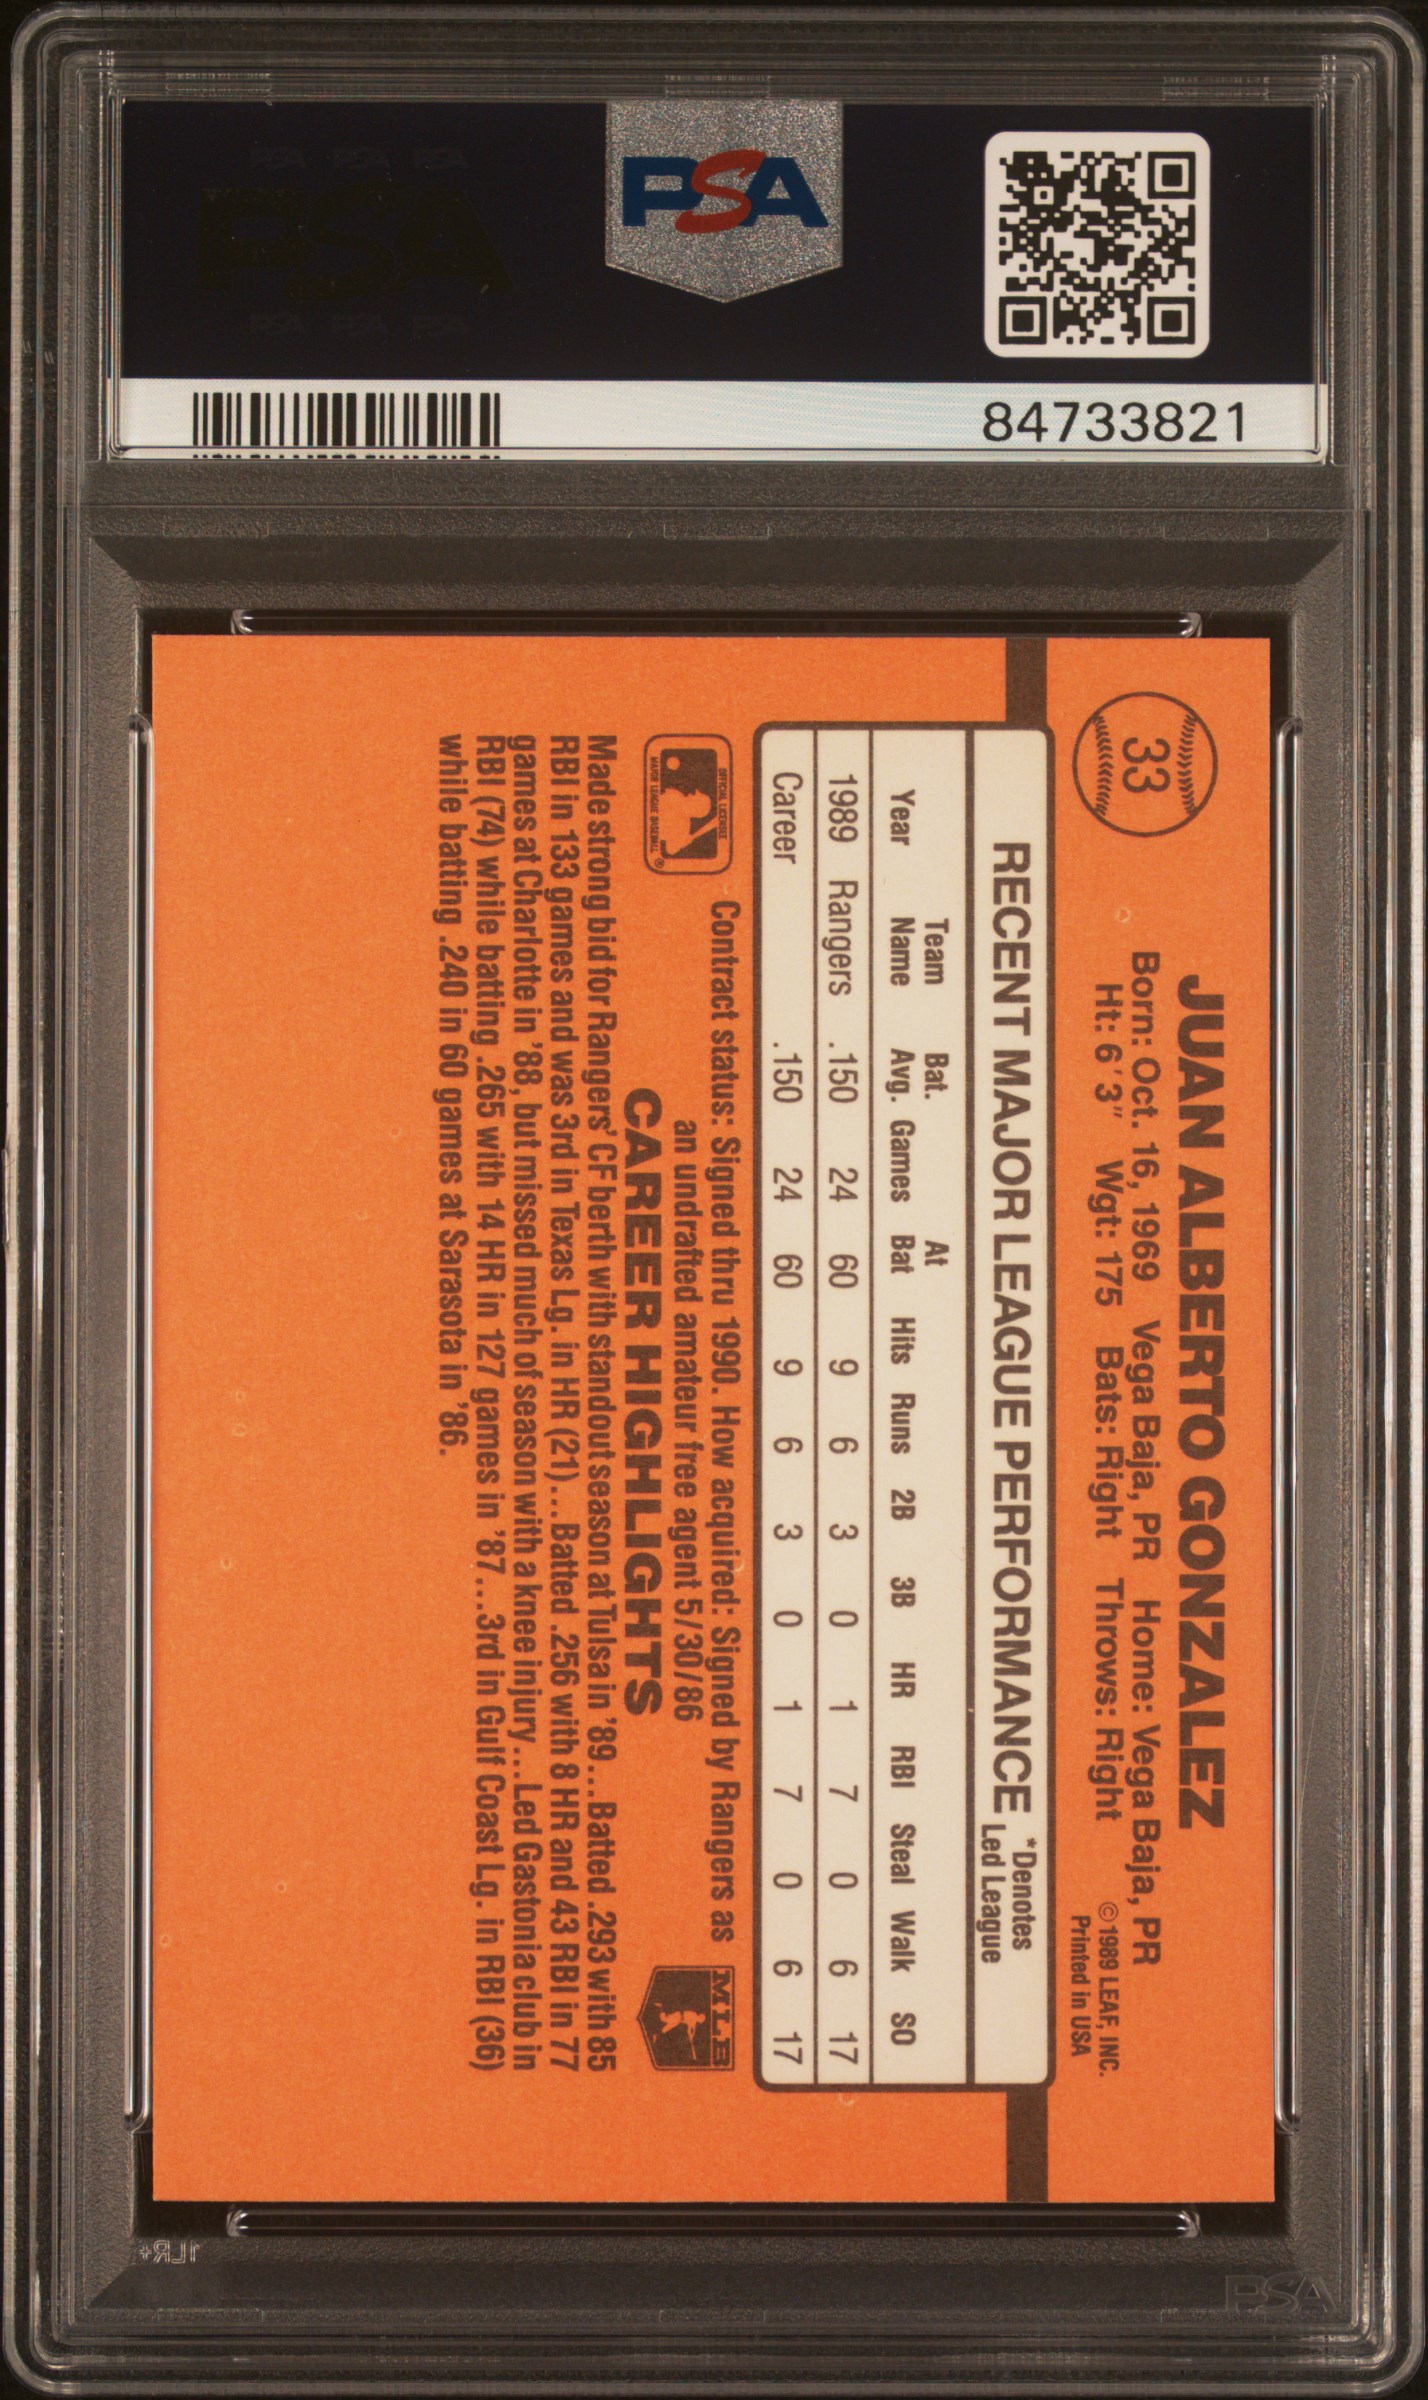 PSA
84733821
33
JUAN ALBERTO GONZALEZ
Born: Oct. 16, 1969 Vega Baja, PR Home: Vega Baja, PR
Ht: 6'3" Wgt: 175 Bats: Right Throws: Right
© 1989 LEAF, INC.
Printed in USA
RECENT MAJOR LEAGUE PERFORMANCE *Denotes Led League
Year Team Name Bat. Avg. Games At Bat Hits Runs 2B 3B HR RBI Steal Walk SO
1989 Rangers .150 24 60 9 6 3 0 1 7 0 6 17
Career .150 24 60 9 6 3 0 1 7 0 6 17
OFFICIAL LICENSEE
MAJOR LEAGUE BASEBALL ®
Contract status: Signed thru 1990. How acquired: Signed by Rangers as
an undrafted amateur free agent 5/30/86
MLB
CAREER HIGHLIGHTS
Made strong bid for Rangers' CF berth with standout season at Tulsa in '89...Batted .293 with 85
RBI in 133 games and was 3rd in Texas Lg. in HR (21)...Batted .256 with 8 HR and 43 RBI in 77
games at Charlotte in '88, but missed much of season with a knee injury...Led Gastonia club in
RBI (74) while batting .265 with 14 HR in 127 games in '87...3rd in Gulf Coast Lg. in RBI (36)
while batting .240 in 60 games at Sarasota in '86.
PSA